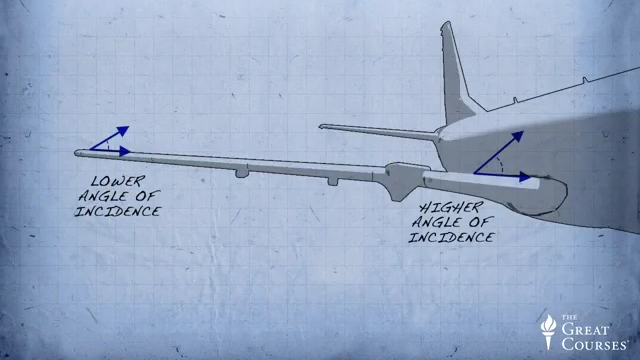 LOWER
ANGLE OF
INCIDENCE
HIGHER
ANGLE OF
INCIDENCE
THE
GREAT
COURSES